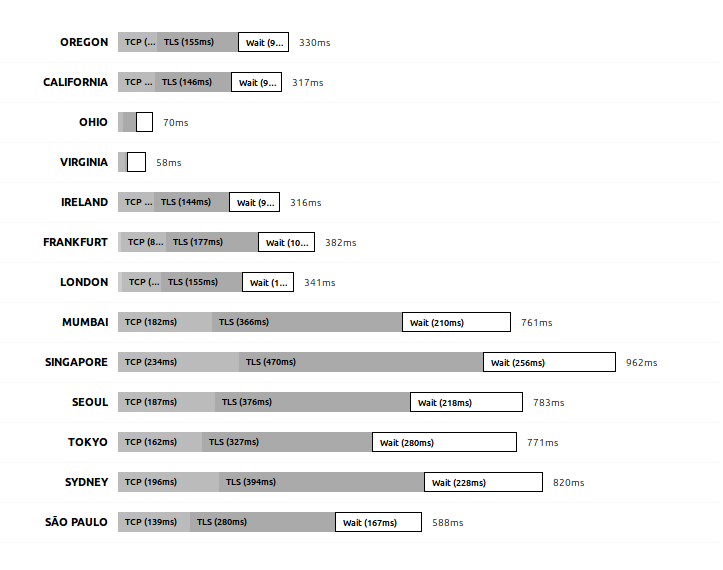 OREGON TCP (... TLS (155ms) Wait (9... 330ms
CALIFORNIA TCP ... TLS (146ms) Wait (9... 317ms
OHIO 70ms
VIRGINIA 58ms
IRELAND TCP ... TLS (144ms) Wait (9... 316ms
FRANKFURT TCP (8... TLS (177ms) Wait (10... 382ms
LONDON TCP (... TLS (155ms) Wait (1... 341ms
MUMBAI TCP (182ms) TLS (366ms) Wait (210ms) 761ms
SINGAPORE TCP (234ms) TLS (470ms) Wait (256ms) 962ms
SEOUL TCP (187ms) TLS (376ms) Wait (218ms) 783ms
TOKYO TCP (162ms) TLS (327ms) Wait (280ms) 771ms
SYDNEY TCP (196ms) TLS (394ms) Wait (228ms) 820ms
SÃO PAULO TCP (139ms) TLS (280ms) Wait (167ms) 588ms